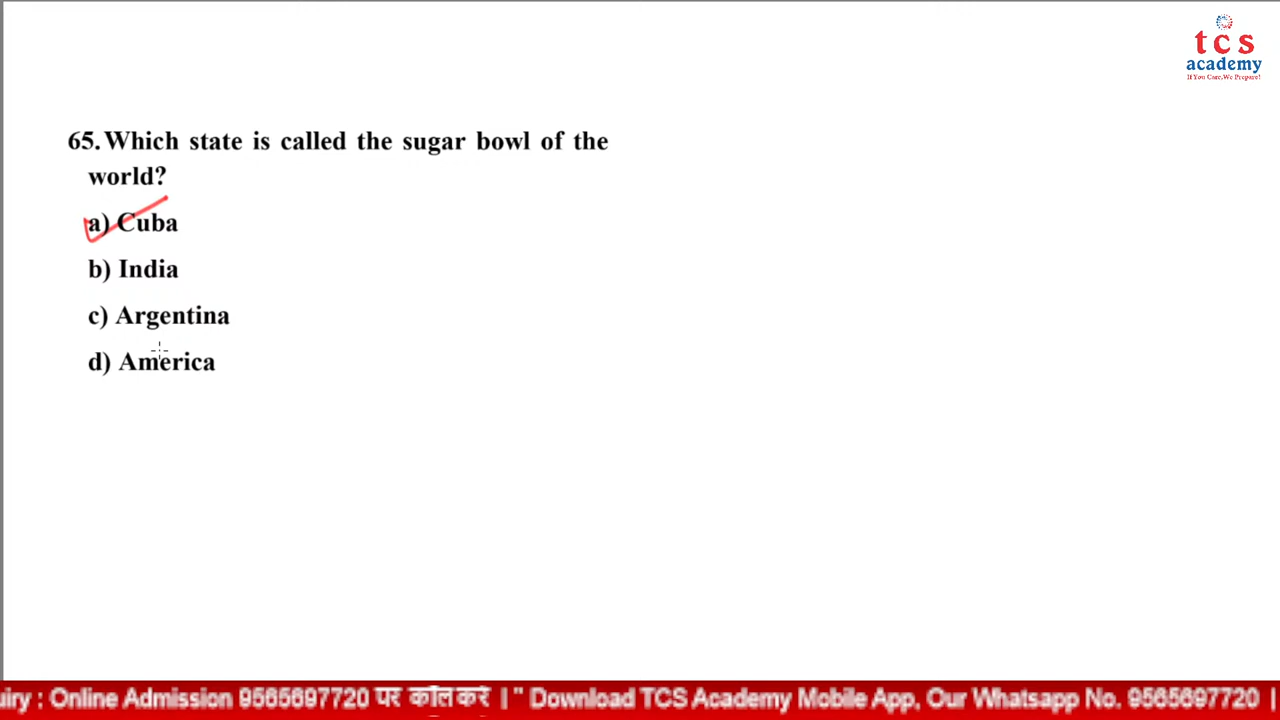 tcs
academy
If You Care,We Prepare!
65. Which state is called the sugar bowl of the
world?
a) Cuba
b) India
c) Argentina
d) America
uiry : Online Admission 9565697720 पर कॉल करें | " Download TCS Academy Mobile App, Our Whatsapp No. 9565697720 |